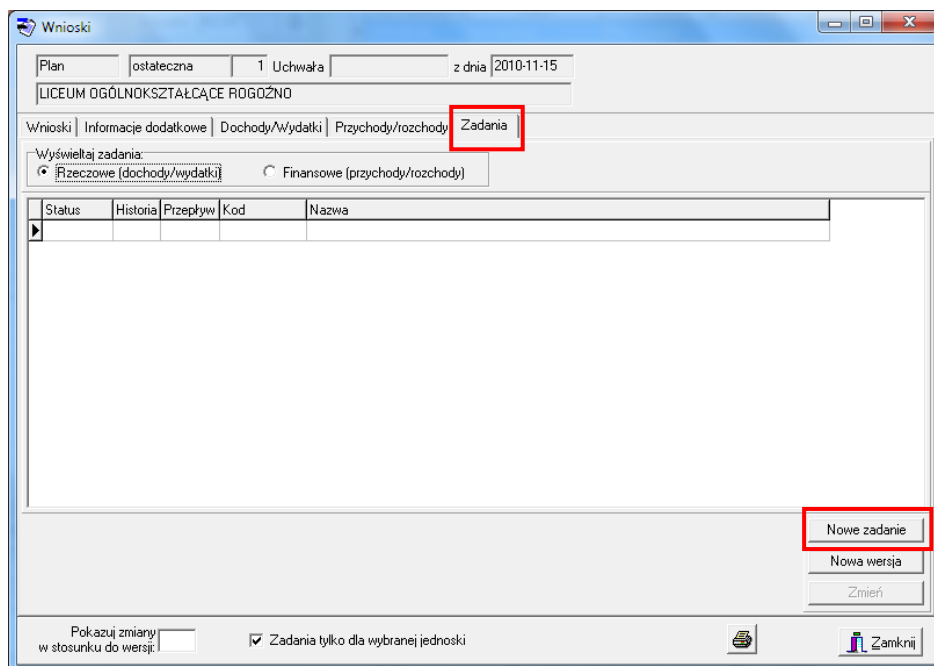 Wnioski
Plan ostateczna 1 Uchwała z dnia 2010-11-15
LICEUM OGÓLNOKSZTAŁCĄCE ROGOŹNO
Wnioski Informacje dodatkowe Dochody/Wydatki Przychody/rozchody Zadania
Wyświeltaj zadania:
Rzeczowe (dochody/wydatki) Finansowe (przychody/rozchody)
Status Historia Przepływ Kod Nazwa
Nowe zadanie
Nowa wersja
Zmień
Pokazuj zmiany
w stosunku do wersji:
Zadania tylko dla wybranej jednoski
Zamknij